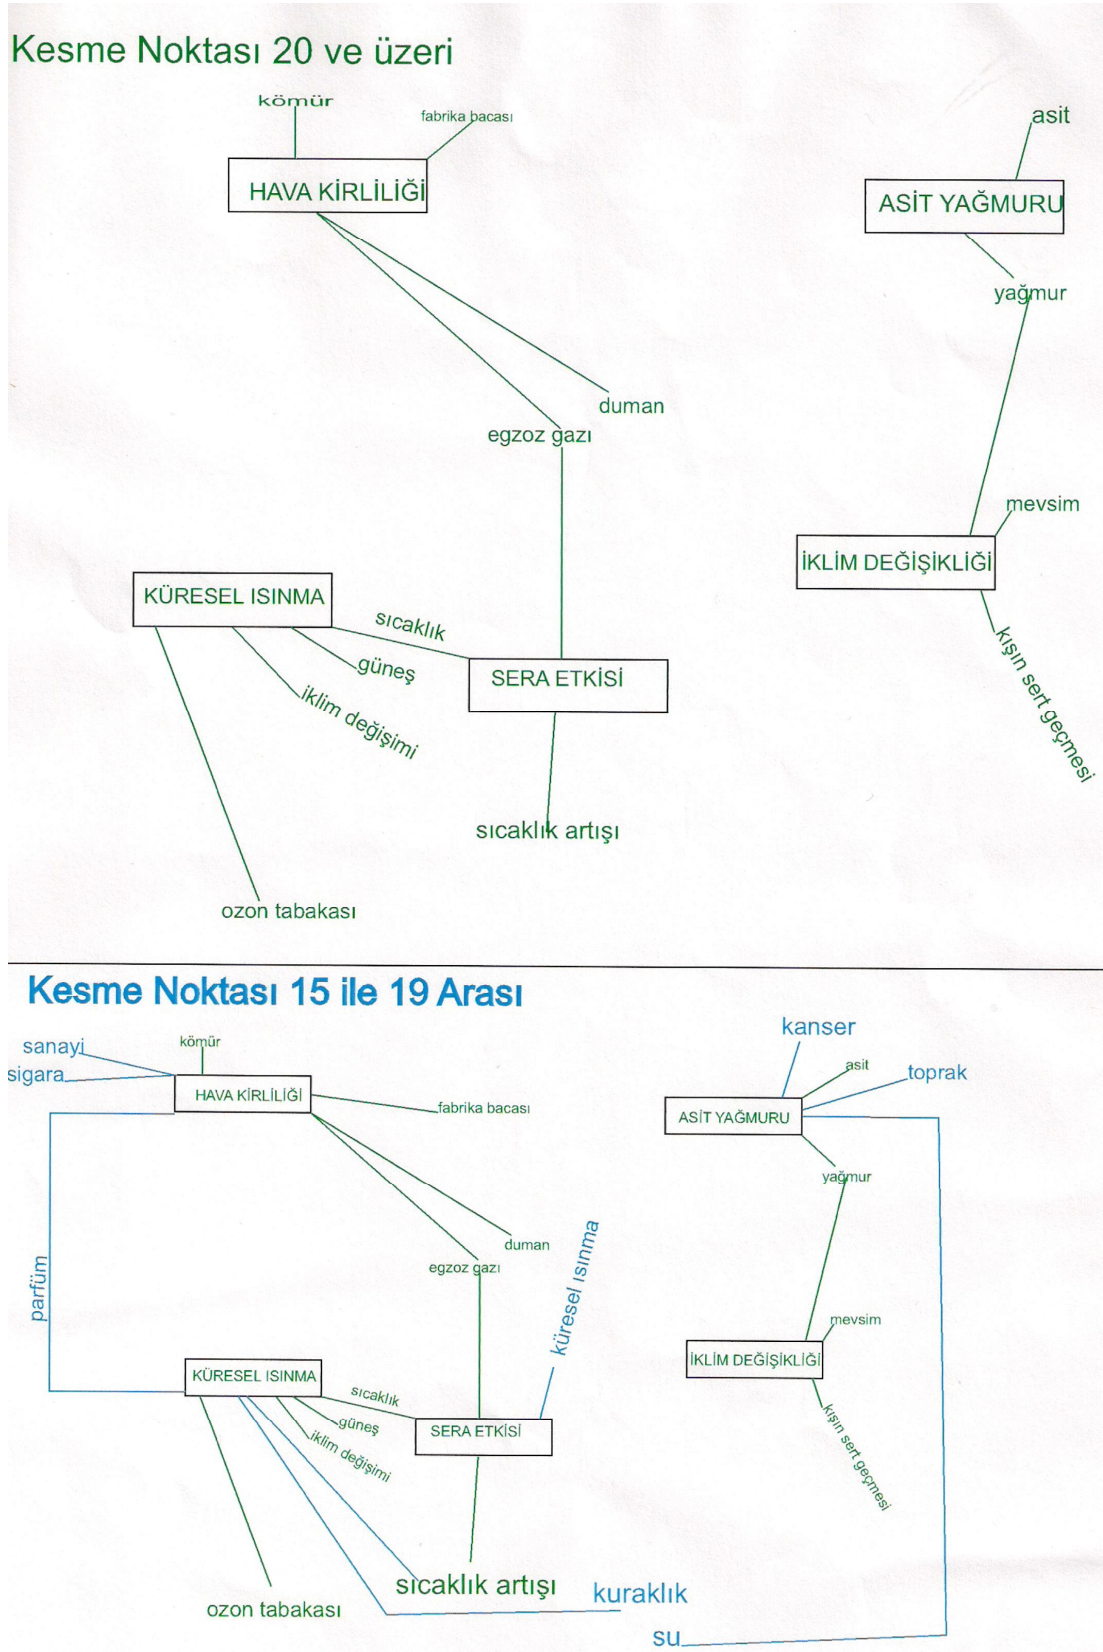 Kesme Noktası 20 ve üzeri
kömür
fabrika bacası
asit
HAVA KİRLİLİĞİ
ASİT YAĞMURU
yağmur
duman
egzoz gazı
mevsim
İKLİM DEĞİŞİKLİĞİ
KÜRESEL ISINMA
sıcaklık
güneş
iklim değişimi
SERA ETKİSİ
kışın sert geçmesi
sıcaklık artışı
ozon tabakası
Kesme Noktası 15 ile 19 Arası
kanser
sanayi
kömür
sigara
asit
toprak
HAVA KİRLİLİĞİ
fabrika bacası
ASİT YAĞMURU
yağmur
duman
egzoz gazı
küresel ısınma
parfüm
mevsim
İKLİM DEĞİŞİKLİĞİ
KÜRESEL ISINMA
sıcaklık
güneş
iklim değişimi
SERA ETKİSİ
kışın sert geçmesi
sıcaklık artışı
kuraklık
ozon tabakası
su